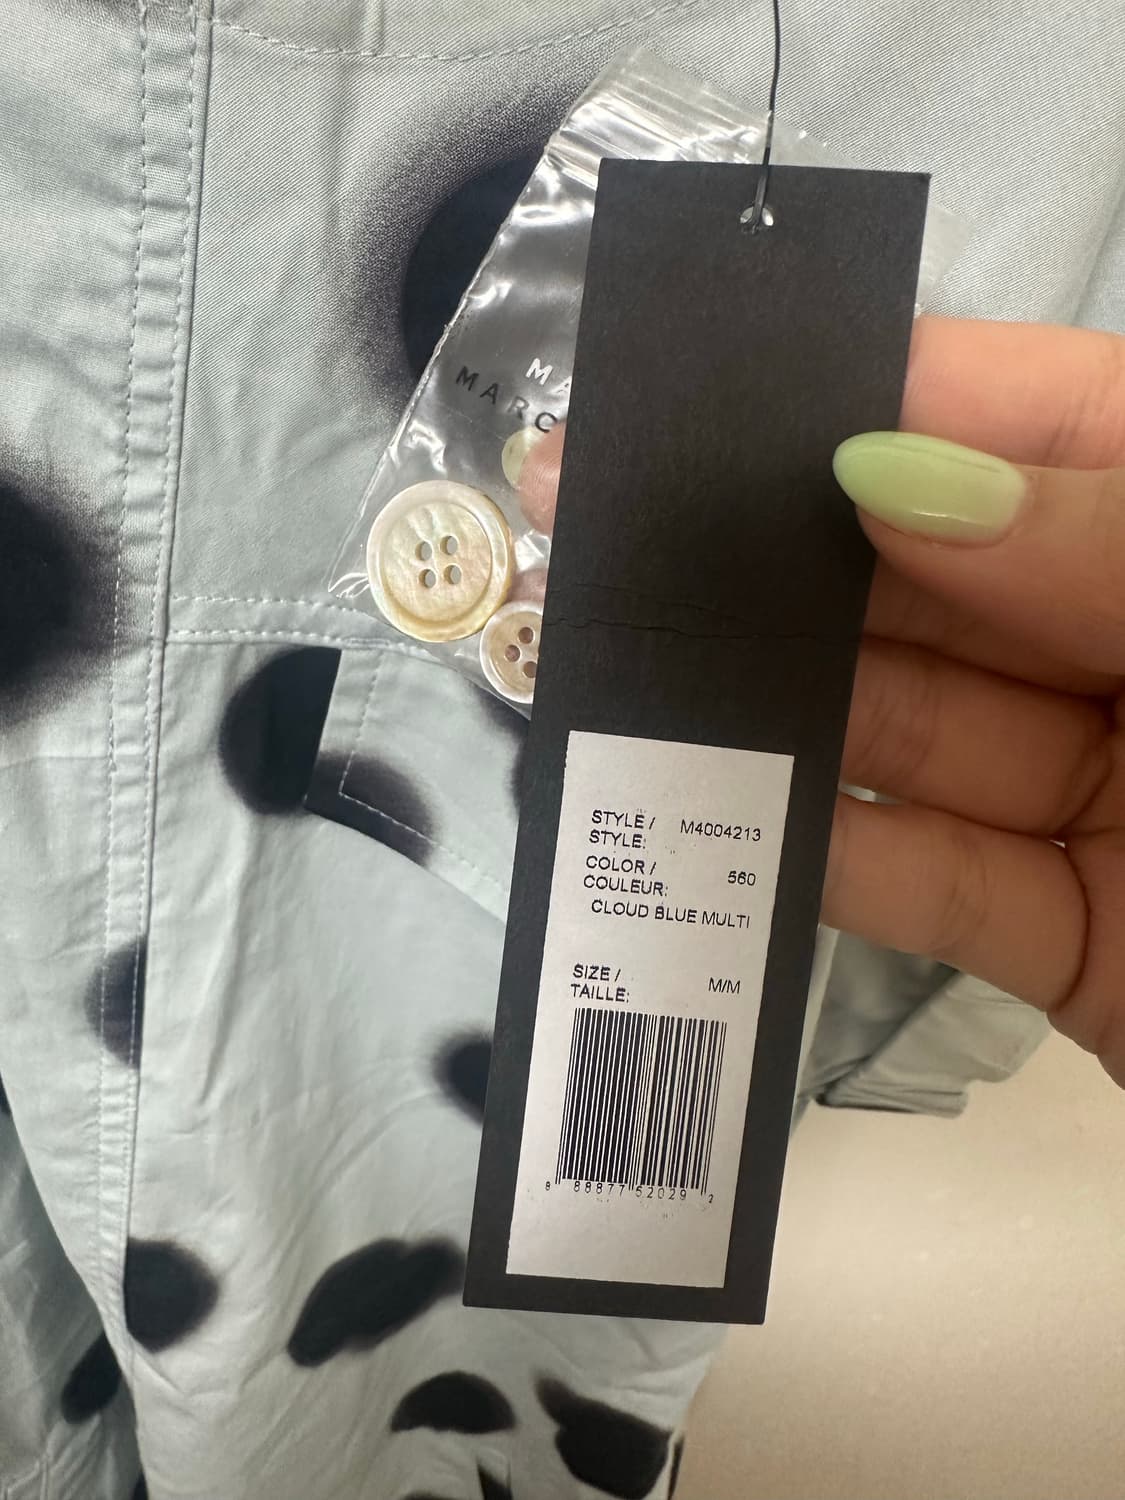 MA
MARC
STYLE / M4004213
STYLE:
COLOR / 560
COULEUR:
CLOUD BLUE MULTI
SIZE / M/M
TAILLE:
8 88877 52029 2